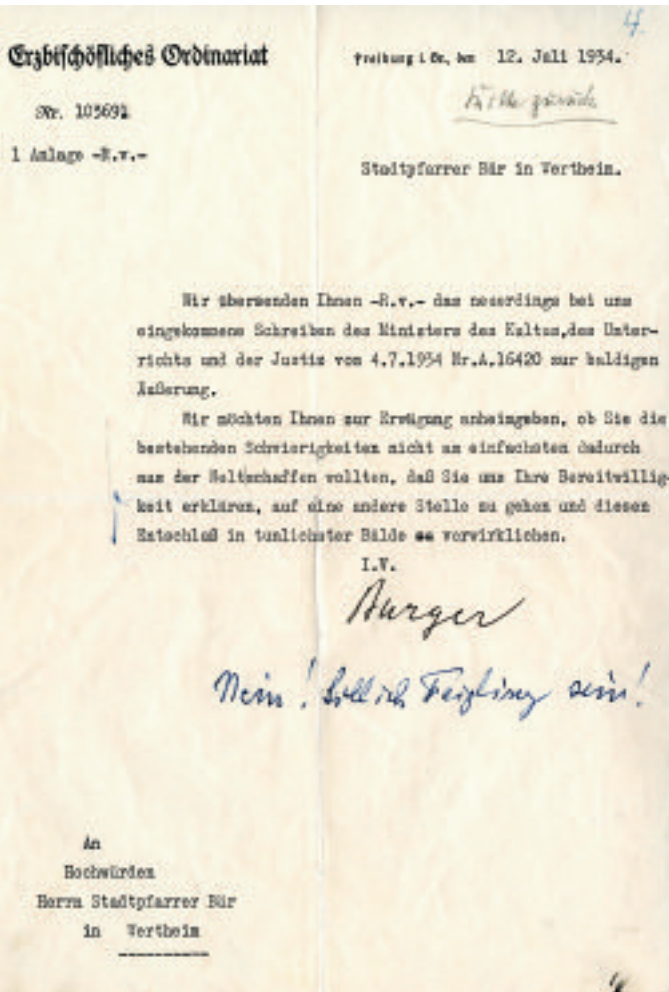 4.
Erzbischöfliches Ordinariat
Freiburg i. Br., den 12. Juli 1934.
Nr. 10369
Bitte zurück
1 Anlage -R.v.-
Stadtpfarrer Bär in Wertheim.
Wir übersenden Ihnen -R.v.- das neuerdings bei uns
eingekommene Schreiben des Ministers des Kultus,des Unter-
richts und der Justiz vom 4.7.1934 Nr.A.16420 zur baldigen
Äußerung.
Wir möchten Ihnen zur Erwägung anheimgeben, ob Sie die
bestehenden Schwierigkeiten nicht am einfachsten dadurch
aus der Welt schaffen wollten, daß Sie uns Ihre Bereitwillig-
keit erklären, auf eine andere Stelle zu gehen und diesen
Entschluß in tunlichster Bälde zu verwirklichen.
I.V.
Burger
Nein! Soll ich Feigling sein!
An
Hochwürden
Herrn Stadtpfarrer Bär
in Wertheim